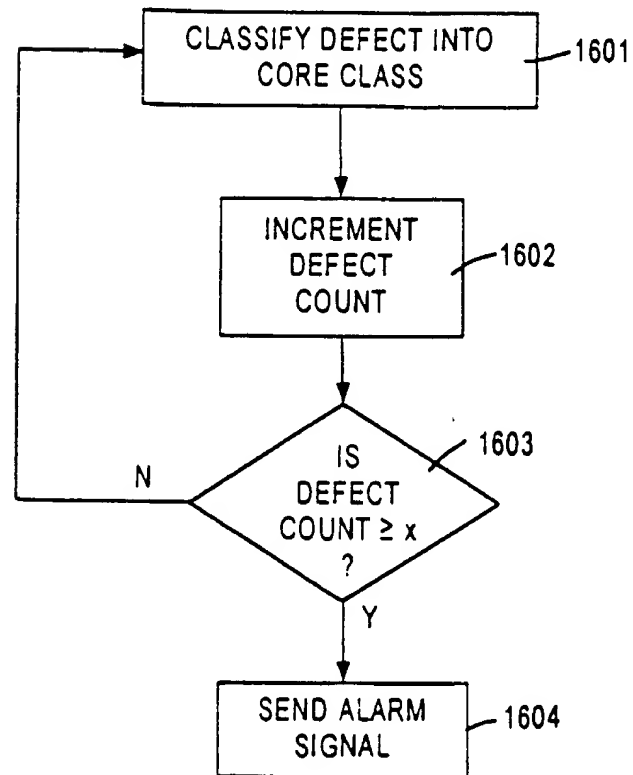 CLASSIFY DEFECT INTO
CORE CLASS
1601
INCREMENT
DEFECT
COUNT
1602
IS
DEFECT
COUNT ≥ x
?
1603
N
Y
SEND ALARM
SIGNAL
1604